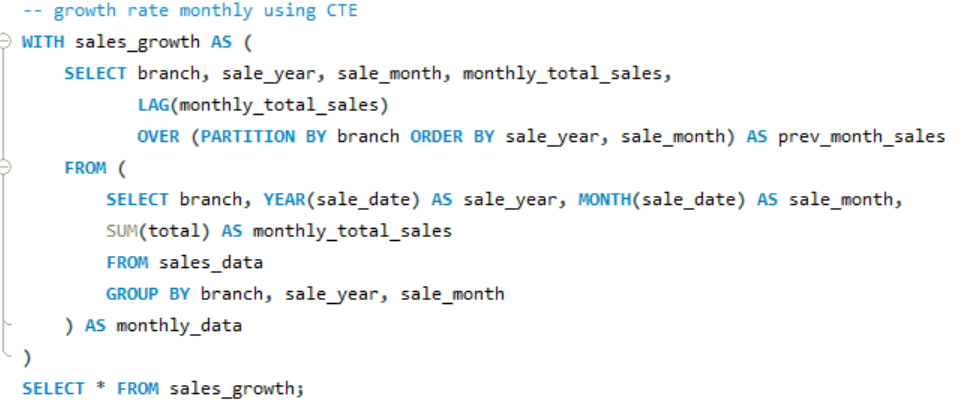 -- growth rate monthly using CTE
WITH sales_growth AS (
SELECT branch, sale_year, sale_month, monthly_total_sales,
LAG(monthly_total_sales)
OVER (PARTITION BY branch ORDER BY sale_year, sale_month) AS prev_month_sales
FROM (
SELECT branch, YEAR(sale_date) AS sale_year, MONTH(sale_date) AS sale_month,
SUM(total) AS monthly_total_sales
FROM sales_data
GROUP BY branch, sale_year, sale_month
) AS monthly_data
)
SELECT * FROM sales_growth;